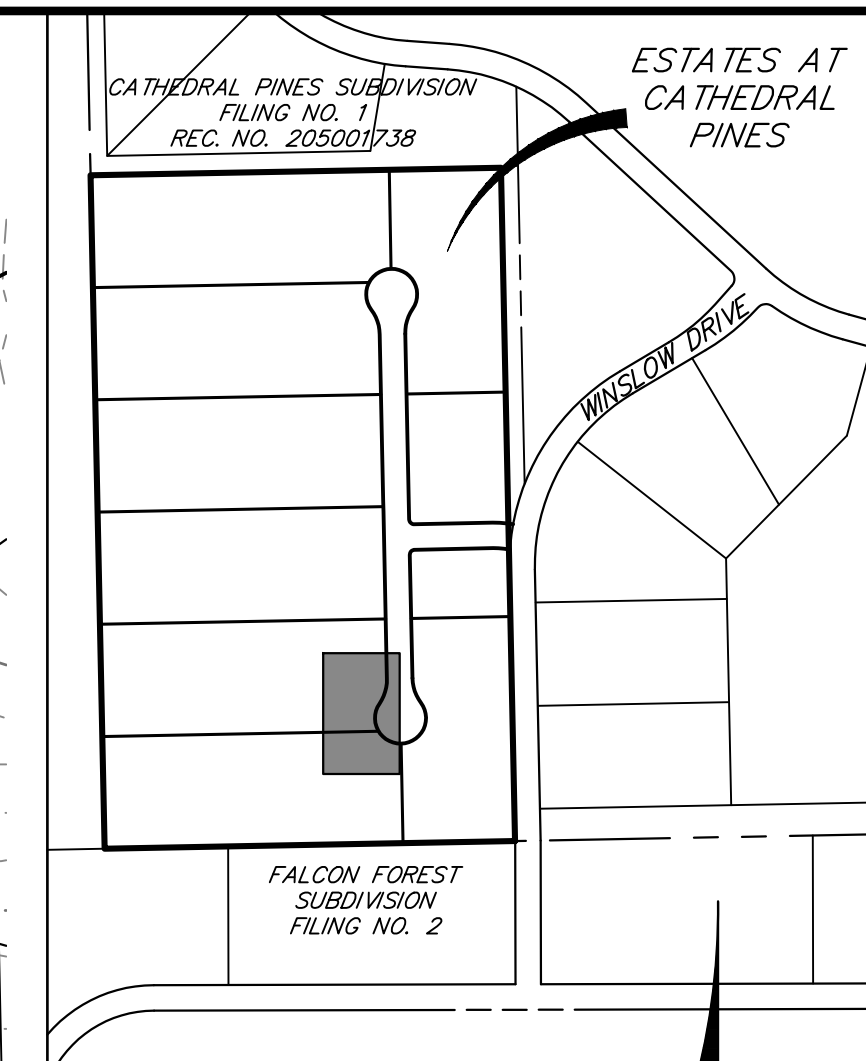 ESTATES AT
CATHEDRAL
PINES
CATHEDRAL PINES SUBDIVISION
FILING NO. 1
REC. NO. 205001738
WINSLOW DRIVE
FALCON FOREST
SUBDIVISION
FILING NO. 2